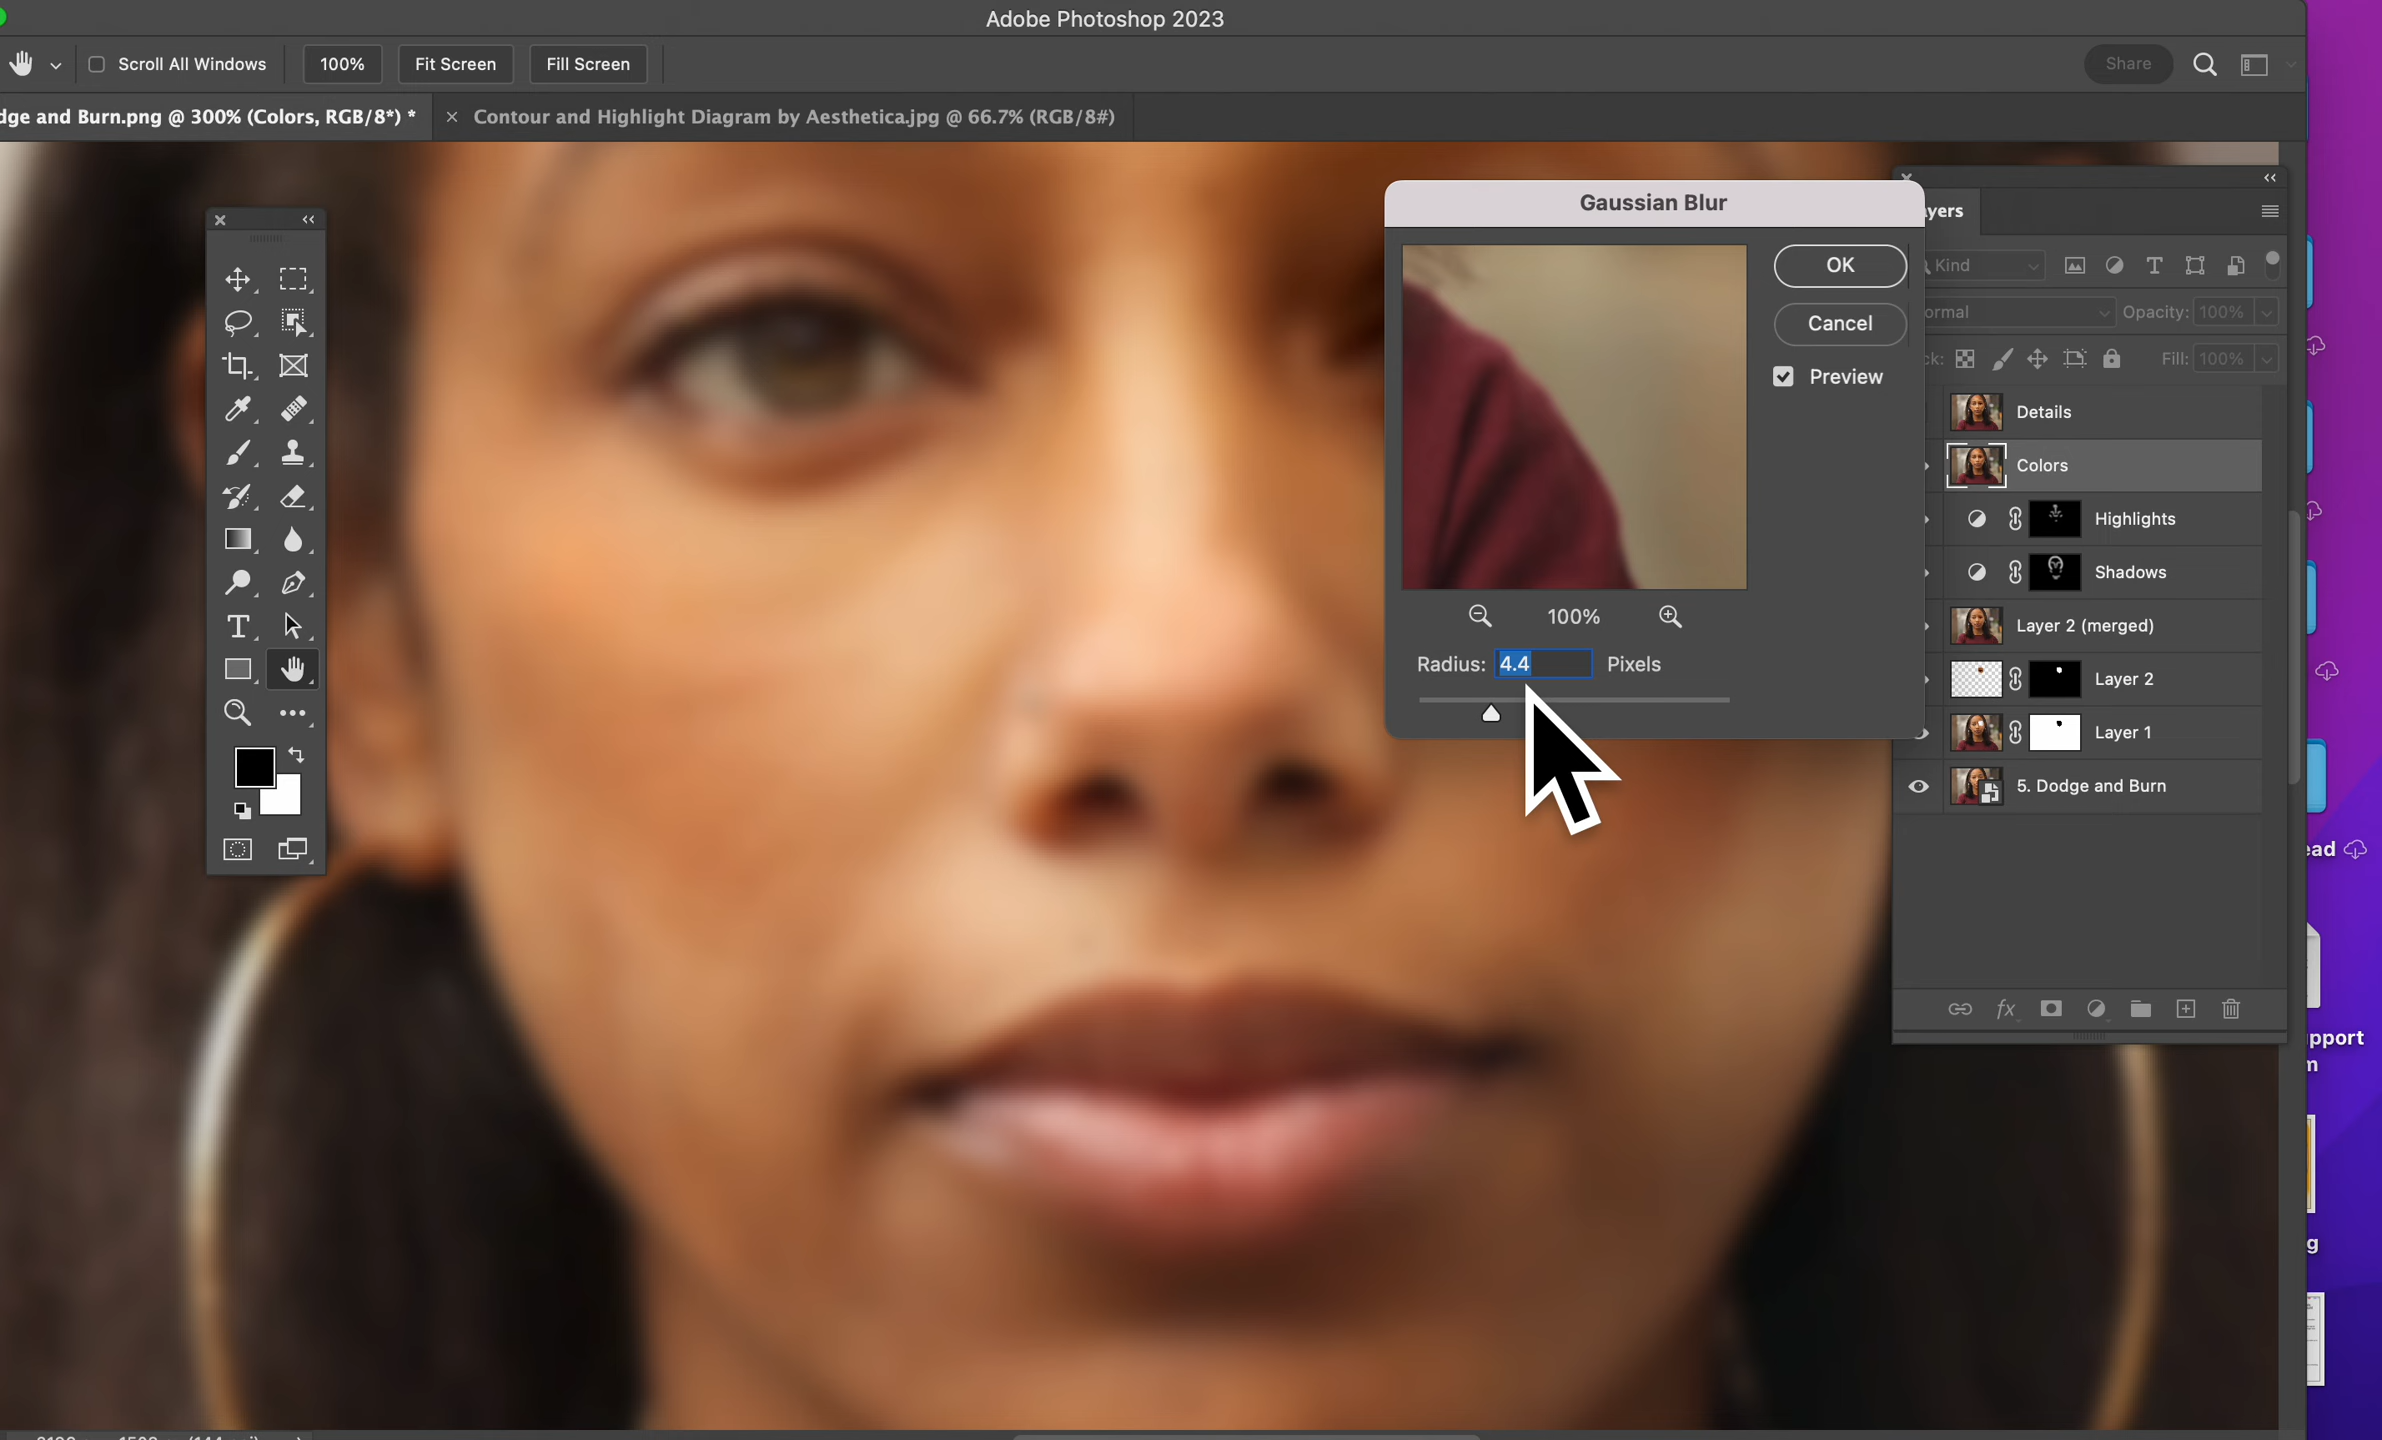 Adobe Photoshop 2023
Scroll All Windows 100% Fit Screen Fill Screen Share
dge and Burn.png @ 300% (Colors, RGB/8*) * × Contour and Highlight Diagram by Aesthetica.jpg @ 66.7% (RGB/8#)
Gaussian Blur
OK
Cancel
Preview
100%
Radius: 4.4 Pixels
yers
Kind
ormal Opacity: 100%
ck: Fill: 100%
Details
Colors
Highlights
Shadows
Layer 2 (merged)
Layer 2
Layer 1
5. Dodge and Burn
fx
ead
pport
m
g